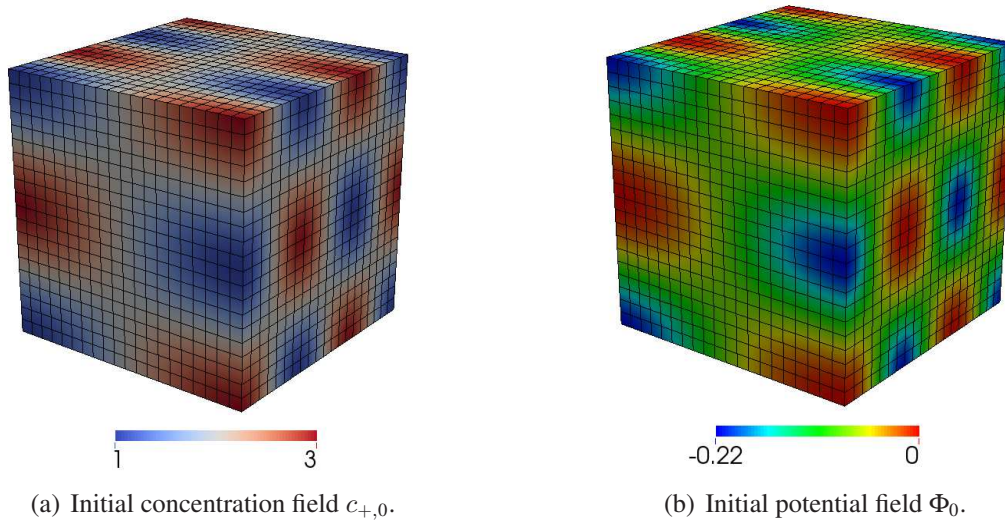 1 3
-0.22 0
(a) Initial concentration field c₊,₀.
(b) Initial potential field Φ₀.